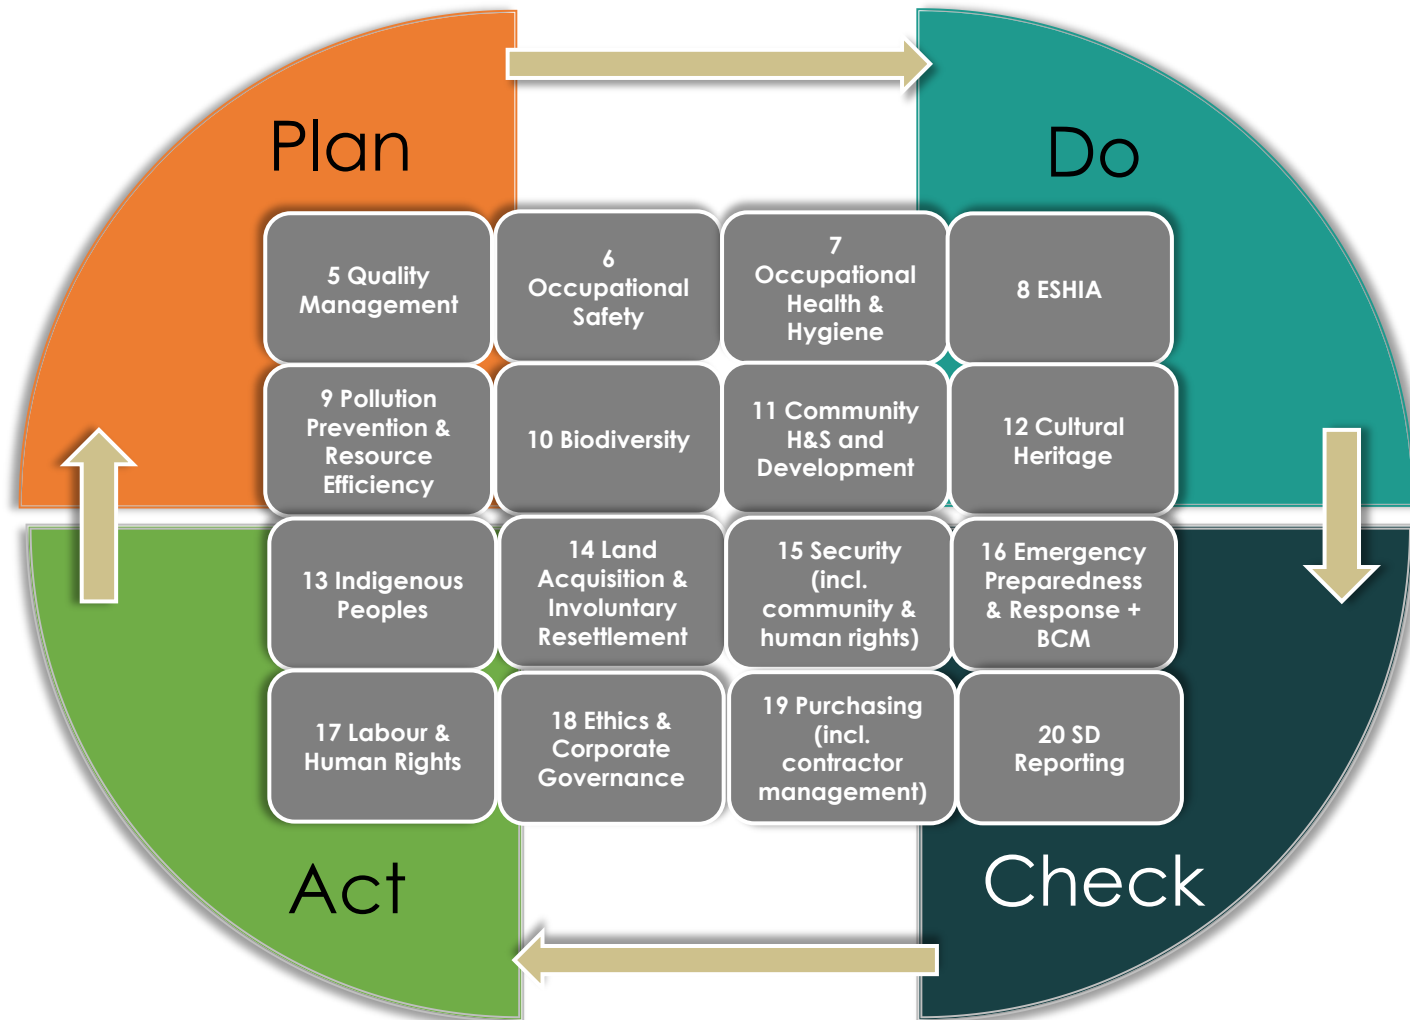 Plan
Do
5 Quality
Management
6
Occupational
Safety
7
Occupational
Health &
Hygiene
8 ESHIA
9 Pollution
Prevention &
Resource
Efficiency
10 Biodiversity
11 Community
H&S and
Development
12 Cultural
Heritage
13 Indigenous
Peoples
14 Land
Acquisition &
Involuntary
Resettlement
15 Security
(incl.
community &
human rights)
16 Emergency
Preparedness
& Response +
BCM
17 Labour &
Human Rights
18 Ethics &
Corporate
Governance
19 Purchasing
(incl.
contractor
management)
20 SD
Reporting
Act
Check